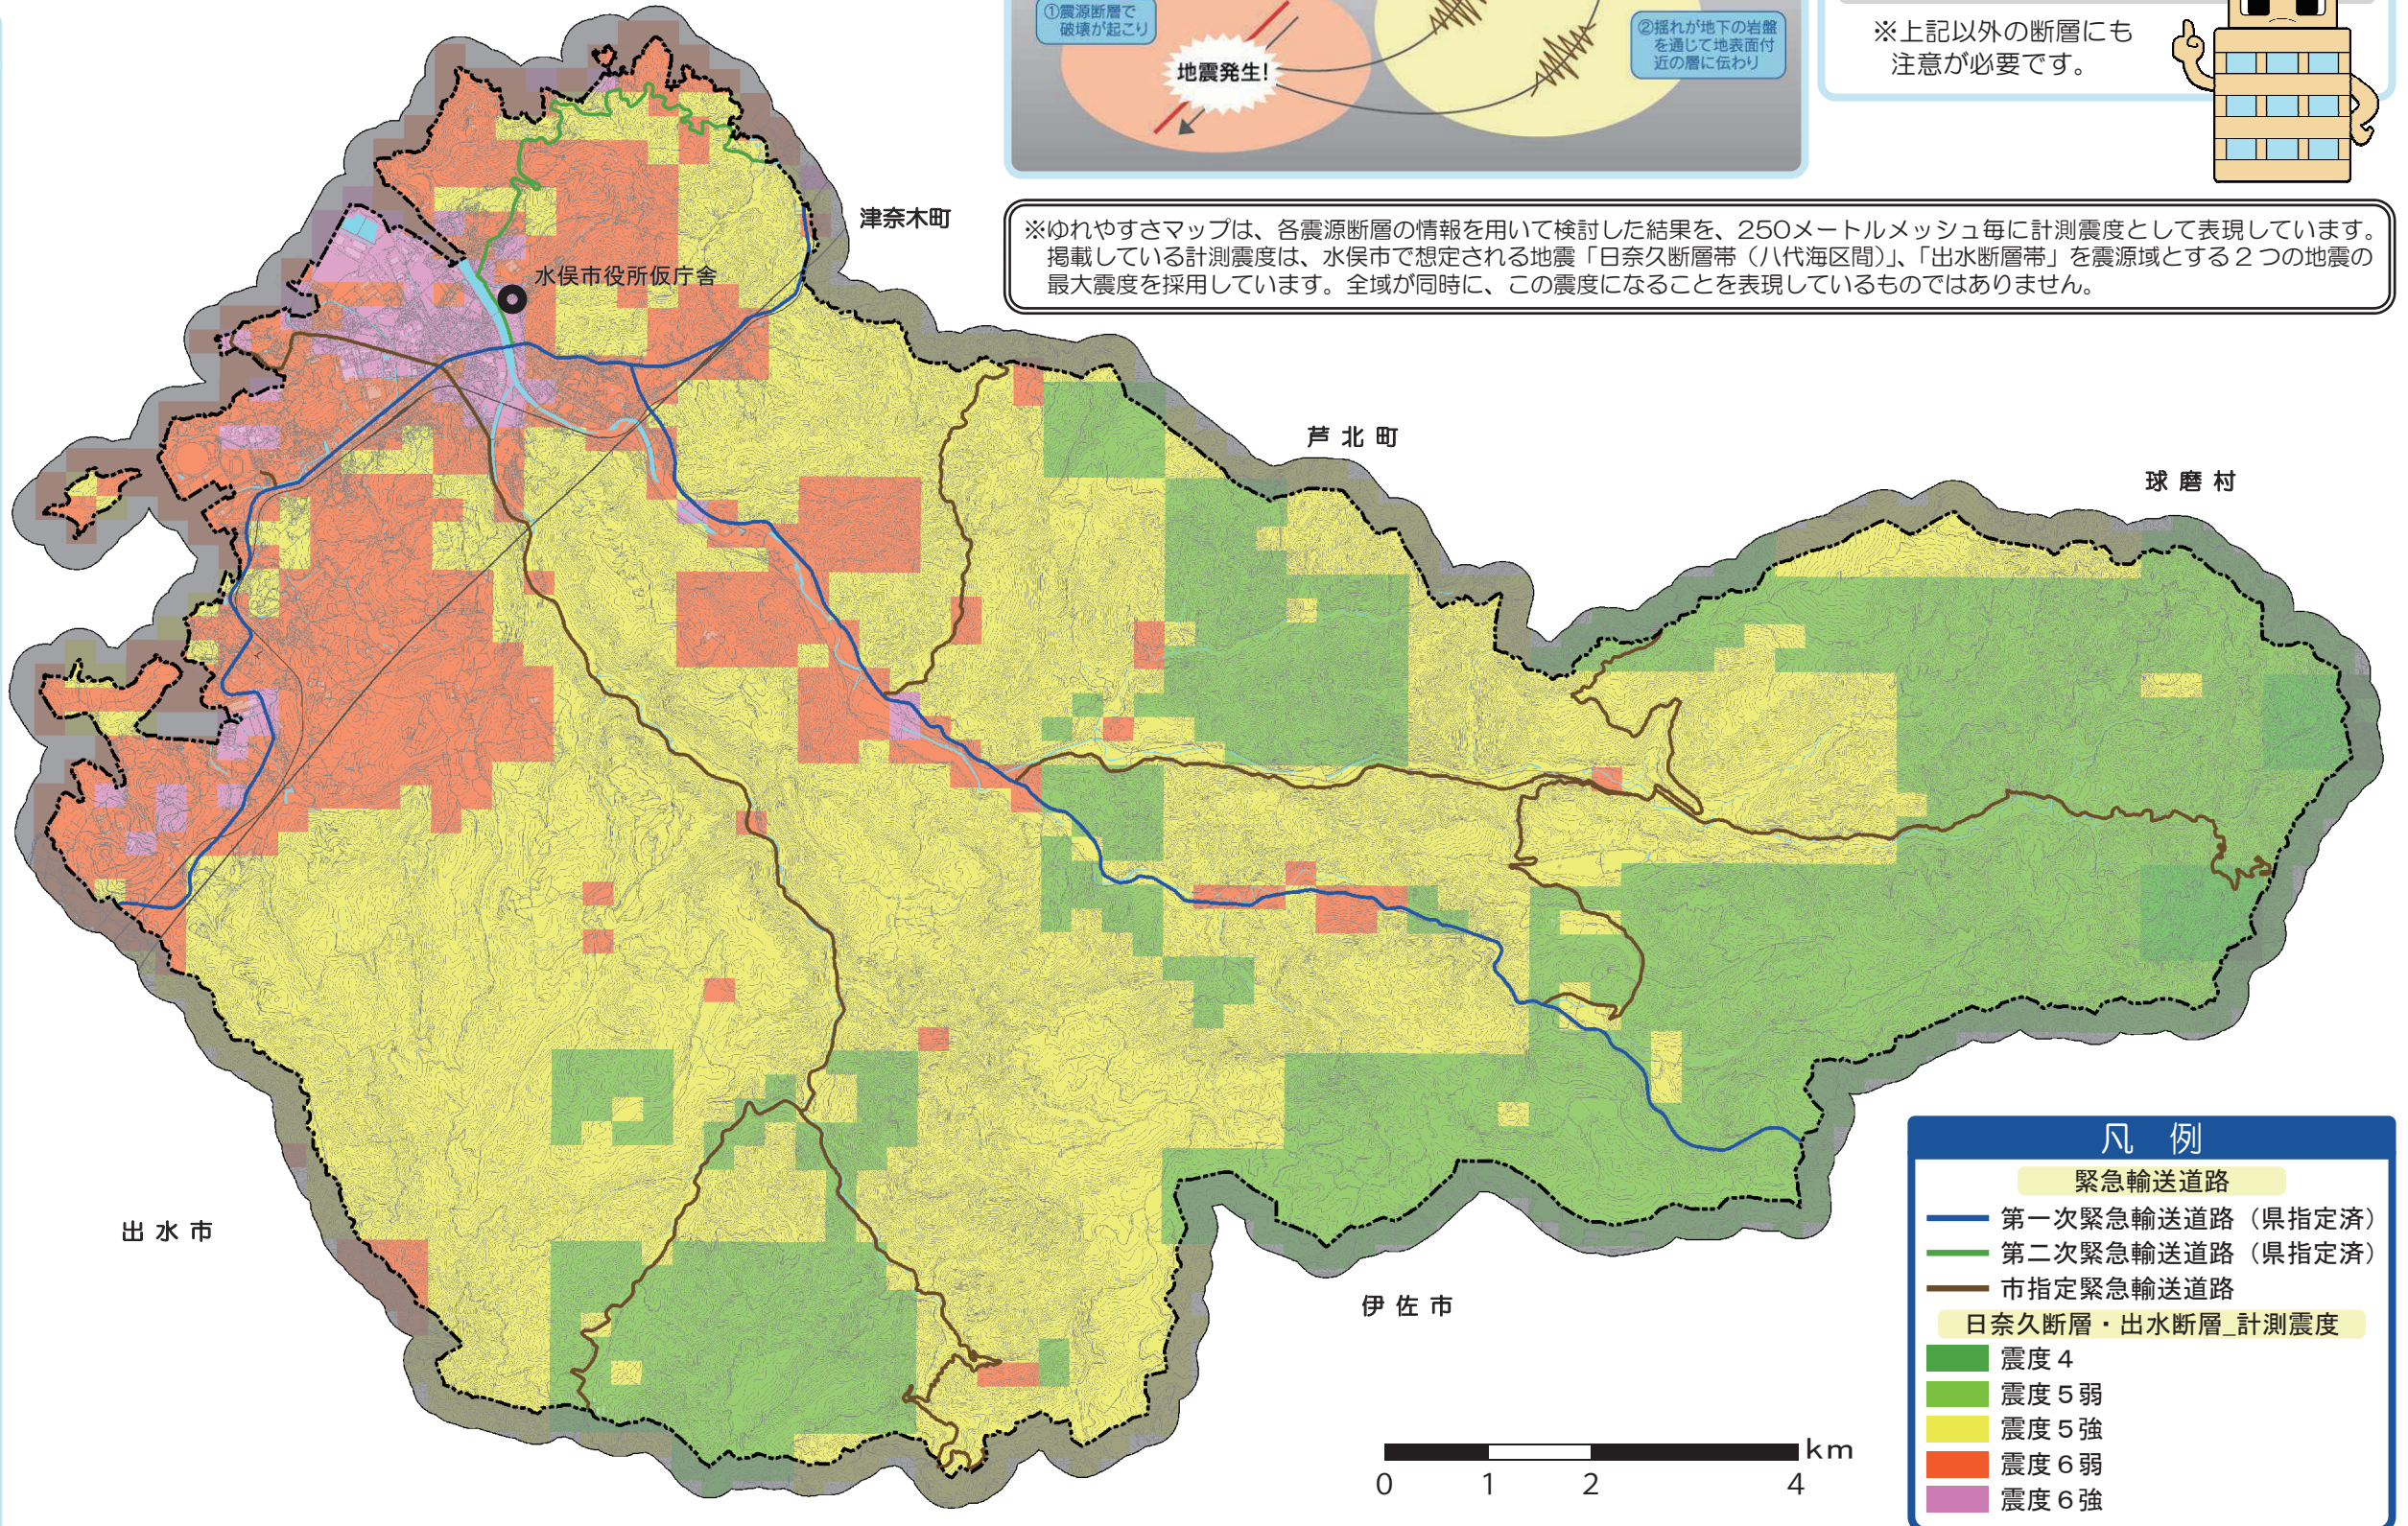 ①震源断層で
破壊が起こり
地震発生!
②揺れが地下の岩盤
を通じて地表面付
近の層に伝わり
※上記以外の断層にも
注意が必要です。
※ゆれやすさマップは、各震源断層の情報を用いて検討した結果を、250メートルメッシュ毎に計測震度として表現しています。
掲載している計測震度は、水俣市で想定される地震「日奈久断層帯（八代海区間）」、「出水断層帯」を震源域とする２つの地震の
最大震度を採用しています。全域が同時に、この震度になることを表現しているものではありません。
津奈木町
水俣市役所仮庁舎
芦北町
球磨村
出水市
伊佐市
凡例
緊急輸送道路
第一次緊急輸送道路（県指定済）
第二次緊急輸送道路（県指定済）
市指定緊急輸送道路
日奈久断層・出水断層_計測震度
震度４
震度５弱
震度５強
震度６弱
震度６強
km
0 1 2 4